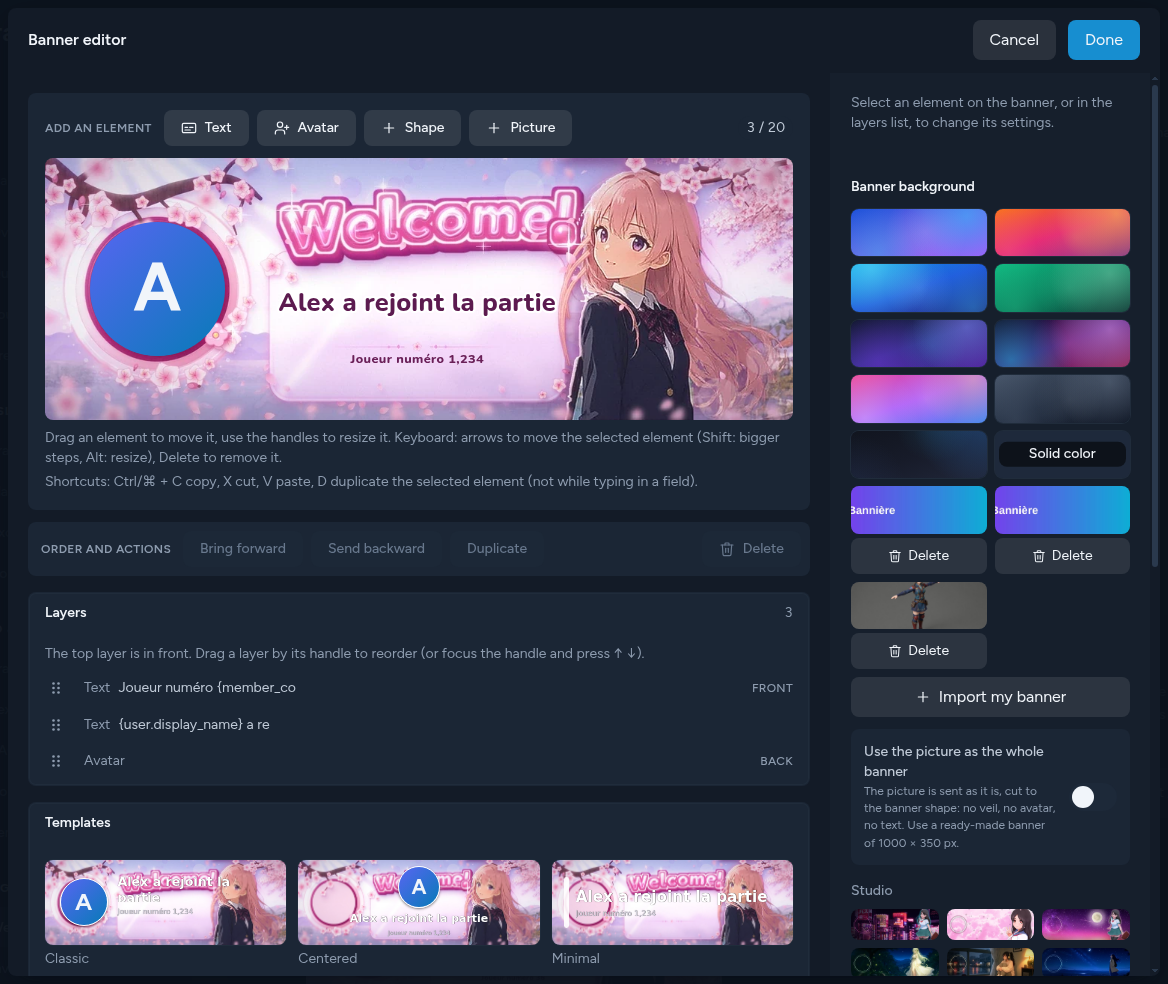 Banner editor
Cancel
Done
ADD AN ELEMENT
Text
Avatar
Shape
Picture
3 / 20
Welcome!
A
Alex a rejoint la partie
Joueur numéro 1,234
Drag an element to move it, use the handles to resize it. Keyboard: arrows to move the selected element (Shift: bigger
steps, Alt: resize), Delete to remove it.
Shortcuts: Ctrl/⌘ + C copy, X cut, V paste, D duplicate the selected element (not while typing in a field).
ORDER AND ACTIONS
Bring forward
Send backward
Duplicate
Delete
Layers
3
The top layer is in front. Drag a layer by its handle to reorder (or focus the handle and press ↑ ↓).
Text Joueur numéro {member_co
FRONT
Text {user.display_name} a re
Avatar
BACK
Templates
Welcome!
A
Alex a rejoint la
partie
Joueur numéro 1,234
Classic
Welcome!
A
Alex a rejoint la partie
Joueur numéro 1,234
Centered
Welcome!
Alex a rejoint la partie
Joueur numéro 1,234
Minimal
Select an element on the banner, or in the
layers list, to change its settings.
Banner background
Solid color
Bannière
Bannière
Delete
Delete
Delete
Import my banner
Use the picture as the whole
banner
The picture is sent as it is, cut to
the banner shape: no veil, no avatar,
no text. Use a ready-made banner
of 1000 × 350 px.
Studio